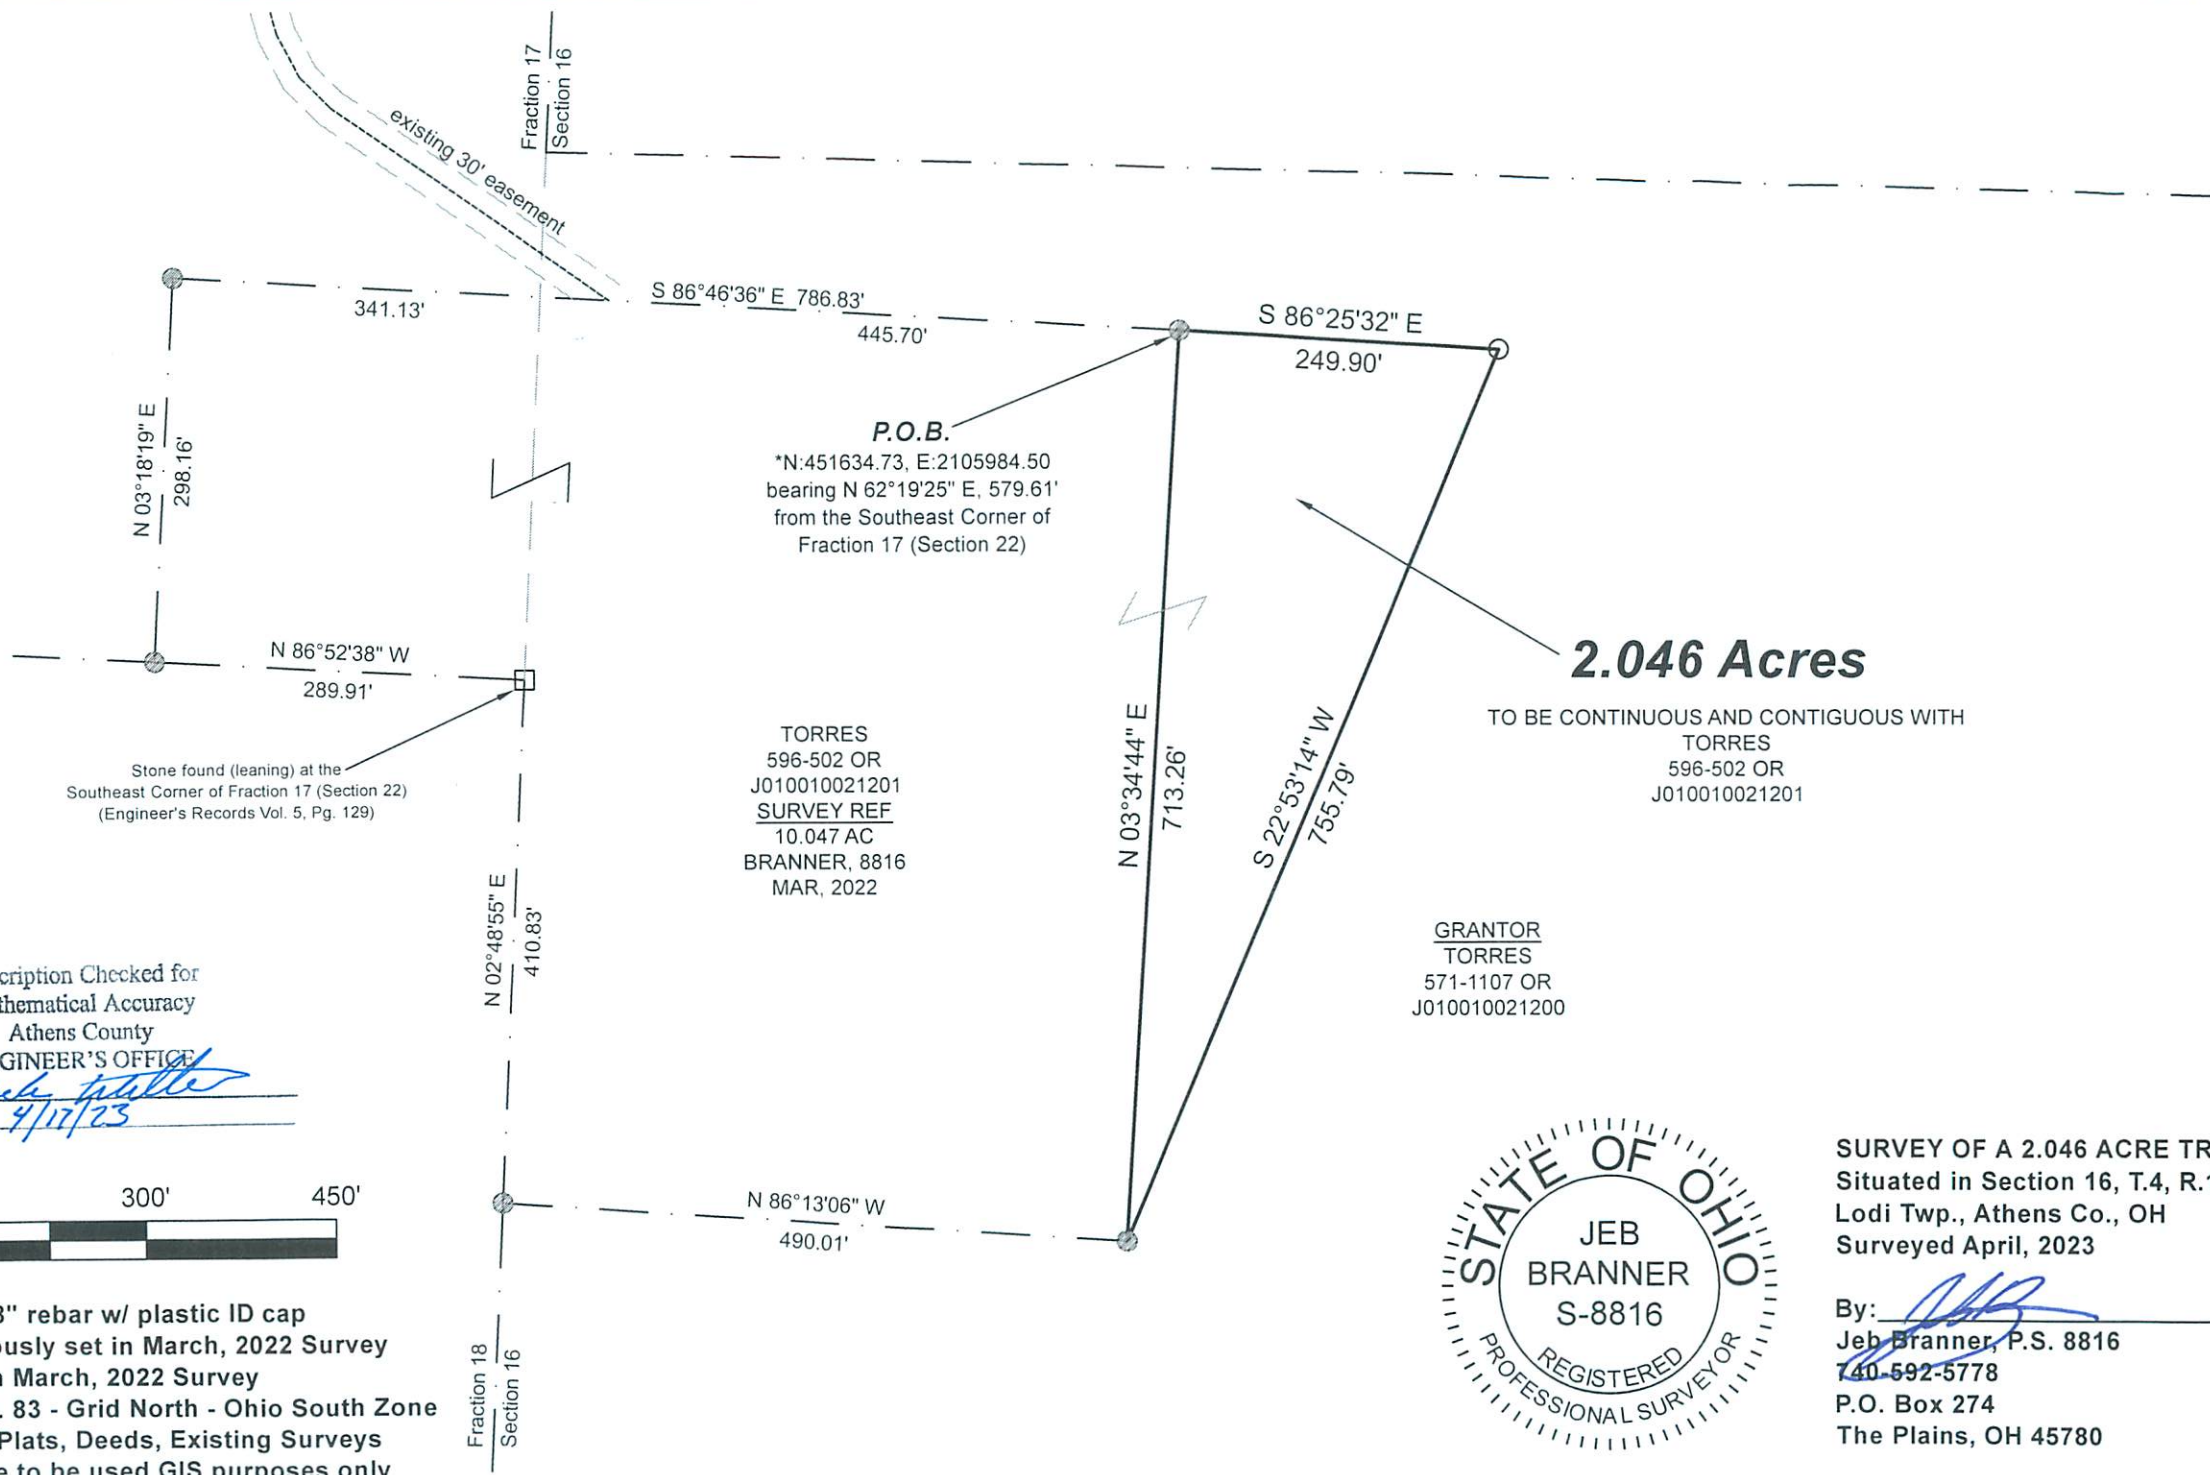 Fraction 17
Section 16
existing 30' easement
341.13'
S 86°46'36" E 786.83'
445.70'
S 86°25'32" E
249.90'
N 03°18'19" E
298.16'
P.O.B.
*N:451634.73, E:2105984.50
bearing N 62°19'25" E, 579.61'
from the Southeast Corner of
Fraction 17 (Section 22)
N 86°52'38" W
289.91'
Stone found (leaning) at the
Southeast Corner of Fraction 17 (Section 22)
(Engineer's Records Vol. 5, Pg. 129)
TORRES
596-502 OR
J010010021201
SURVEY REF
10.047 AC
BRANNER, 8816
MAR, 2022
N 03°34'44" E
713.26'
S 22°53'14" W
755.79'
2.046 Acres
TO BE CONTINUOUS AND CONTIGUOUS WITH
TORRES
596-502 OR
J010010021201
GRANTOR
TORRES
571-1107 OR
J010010021200
N 02°48'55" E
410.83'
cription Checked for
thematical Accuracy
Athens County
GINEER'S OFFICE
4/17/23
300' 450'
N 86°13'06" W
490.01'
Fraction 18
Section 16
8" rebar w/ plastic ID cap
ously set in March, 2022 Survey
March, 2022 Survey
. 83 - Grid North - Ohio South Zone
Plats, Deeds, Existing Surveys
e to be used GIS purposes only
STATE OF OHIO
JEB
BRANNER
S-8816
REGISTERED
PROFESSIONAL SURVEYOR
SURVEY OF A 2.046 ACRE TR
Situated in Section 16, T.4, R.1
Lodi Twp., Athens Co., OH
Surveyed April, 2023
By:
Jeb Branner, P.S. 8816
740-592-5778
P.O. Box 274
The Plains, OH 45780